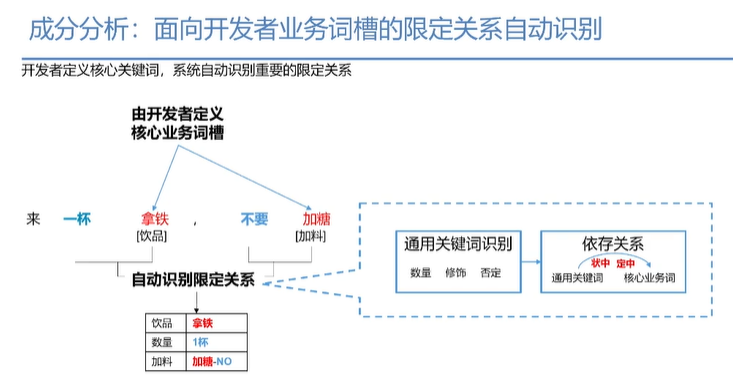 成分分析：面向开发者业务词槽的限定关系自动识别
开发者定义核心关键词，系统自动识别重要的限定关系
由开发者定义
核心业务词槽
来 一杯 拿铁 ， 不要 加糖
[饮品] [加料]
自动识别限定关系
饮品 拿铁
数量 1杯
加料 加糖-NO
通用关键词识别
数量 修饰 否定
依存关系
状中 定中
通用关键词 核心业务词